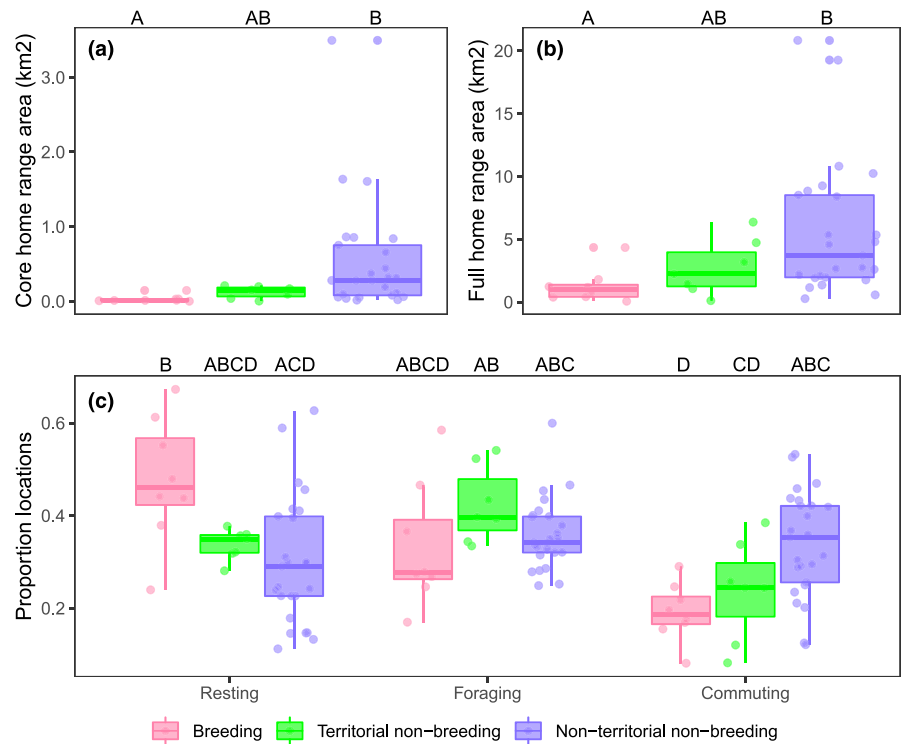 A AB B
(a)
Core home range area (km2)
3.0
2.0
1.0
0.0
A AB B
(b)
Full home range area (km2)
20
15
10
5
0
B ABCD ACD ABCD AB ABC D CD ABC
(c)
Proportion locations
0.6
0.4
0.2
Resting Foraging Commuting
Breeding Territorial non−breeding Non−territorial non−breeding